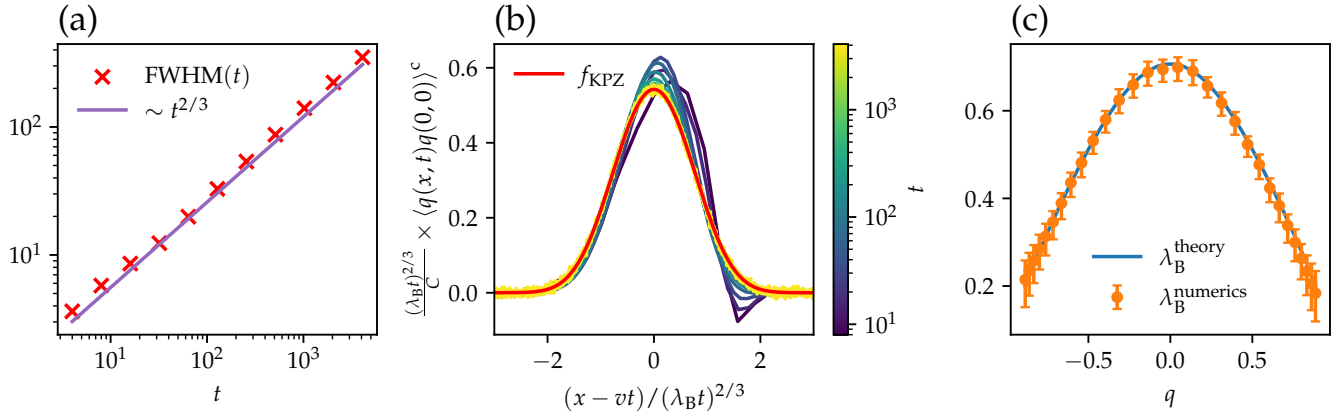 (a)
FWHM(t)
∼ t^{2/3}
10^2
10^1
10^1
10^2
10^3
t
(b)
\frac{(λ_B t)^{2/3}}{C} × ⟨q(x, t)q(0, 0)⟩^c
f_KPZ
0.6
0.4
0.2
0.0
−2
0
2
(x − vt)/(λ_B t)^{2/3}
10^3
10^2
10^1
t
(c)
0.6
0.4
0.2
λ_B^theory
λ_B^numerics
−0.5
0.0
0.5
q